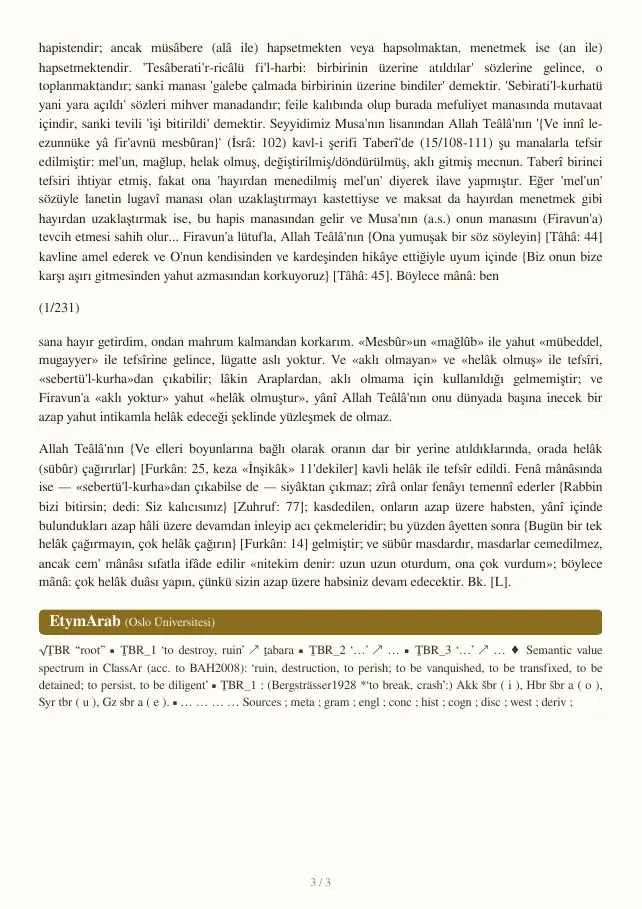 hapistendir; ancak müsâbere (alâ ile) hapsetmekten veya hapsolmaktan, menetmek ise (an ile)
hapsetmektendir. 'Tesâberati'r-ricâlü fi'l-harbi: birbirinin üzerine atıldılar' sözlerine gelince, o
toplanmaktandır; sanki manası 'galebe çalmada birbirinin üzerine bindiler' demektir. 'Sebirati'l-kurhatü
yani yara açıldı' sözleri mihver manadandır; feile kalıbında olup burada mefuliyet manasında mutavaat
içindir, sanki tevili 'işi bitirildi' demektir. Seyyidimiz Musa'nın lisanından Allah Teâlâ'nın '{Ve innî le-
ezunnüke yâ fir'avnü mesbûran}' (İsrâ: 102) kavl-i şerifi Taberî'de (15/108-111) şu manalarla tefsir
edilmiştir: mel'un, mağlup, helak olmuş, değiştirilmiş/döndürülmüş, aklı gitmiş mecnun. Taberî birinci
tefsiri ihtiyar etmiş, fakat ona 'hayırdan menedilmiş mel'un' diyerek ilave yapmıştır. Eğer 'mel'un'
sözüyle lanetin lugavî manası olan uzaklaştırmayı kastettiyse ve maksat da hayırdan menetmek gibi
hayırdan uzaklaştırmak ise, bu hapis manasından gelir ve Musa'nın (a.s.) onun manasını (Firavun'a)
tevcih etmesi sahih olur... Firavun'a lütufla, Allah Teâlâ'nın {Ona yumuşak bir söz söyleyin} [Tâhâ: 44]
kavline amel ederek ve O'nun kendisinden ve kardeşinden hikâye ettiğiyle uyum içinde {Biz onun bize
karşı aşırı gitmesinden yahut azmasından korkuyoruz} [Tâhâ: 45]. Böylece mânâ: ben
(1/231)
sana hayır getirdim, ondan mahrum kalmandan korkarım. «Mesbûr»un «mağlûb» ile yahut «mübeddel,
mugayyer» ile tefsîrine gelince, lügatte aslı yoktur. Ve «aklı olmayan» ve «helâk olmuş» ile tefsîri,
«sebertü'l-kurha»dan çıkabilir; lâkin Araplardan, aklı olmama için kullanıldığı gelmemiştir; ve
Firavun'a «aklı yoktur» yahut «helâk olmuştur», yânî Allah Teâlâ'nın onu dünyada başına inecek bir
azap yahut intikamla helâk edeceği şeklinde yüzleşmek de olmaz.
Allah Teâlâ'nın {Ve elleri boyunlarına bağlı olarak oranın dar bir yerine atıldıklarında, orada helâk
(sübûr) çağırırlar} [Furkân: 25, keza «İnşikâk» 11'dekiler] kavli helâk ile tefsîr edildi. Fenâ mânâsında
ise — «sebertü'l-kurha»dan çıkabilse de — siyâktan çıkmaz; zîrâ onlar fenâyı temennî ederler {Rabbin
bizi bitirsin; dedi: Siz kalıcısınız} [Zuhruf: 77]; kasdedilen, onların azap üzere habsten, yânî içinde
bulundukları azap hâli üzere devamdan inleyip acı çekmeleridir; bu yüzden âyetten sonra {Bugün bir tek
helâk çağırmayın, çok helâk çağırın} [Furkân: 14] gelmiştir; ve sübûr masdardır, masdarlar cemedilmez,
ancak cem' mânâsı sıfatla ifâde edilir «nitekim denir: uzun uzun oturdum, ona çok vurdum»; böylece
mânâ: çok helâk duâsı yapın, çünkü sizin azap üzere habsiniz devam edecektir. Bk. [L].
EtymArab (Oslo Üniversitesi)
√ṮBR “root” ▪ ṮBR_1 ‘to destroy, ruin’ ↗ ṯabara ▪ ṮBR_2 ‘…’ ↗ … ▪ ṮBR_3 ‘…’ ↗ … ♦ Semantic value
spectrum in ClassAr (acc. to BAH2008): ‘ruin, destruction, to perish; to be vanquished, to be transfixed, to be
detained; to persist, to be diligent’ ▪ ṮBR_1 : (Bergsträsser1928 *‘to break, crash’:) Akk šbr ( i ), Hbr šbr a ( o ),
Syr tbr ( u ), Gz sbr a ( e ). ▪ … … … … Sources ; meta ; gram ; engl ; conc ; hist ; cogn ; disc ; west ; deriv ;
3 / 3